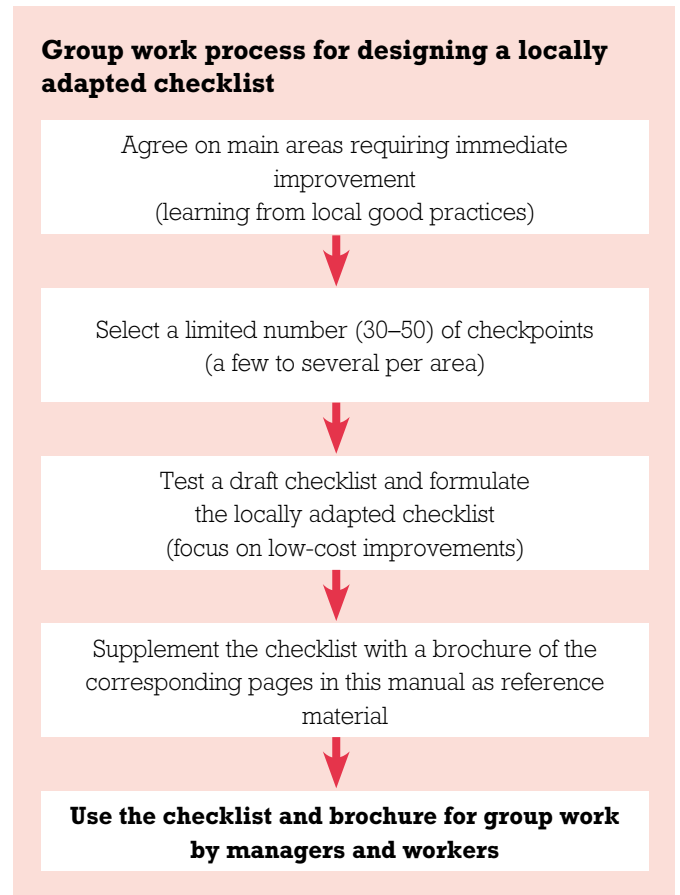 Group work process for designing a locally
adapted checklist
Agree on main areas requiring immediate
improvement
(learning from local good practices)
Select a limited number (30–50) of checkpoints
(a few to several per area)
Test a draft checklist and formulate
the locally adapted checklist
(focus on low-cost improvements)
Supplement the checklist with a brochure of the
corresponding pages in this manual as reference
material
Use the checklist and brochure for group work
by managers and workers